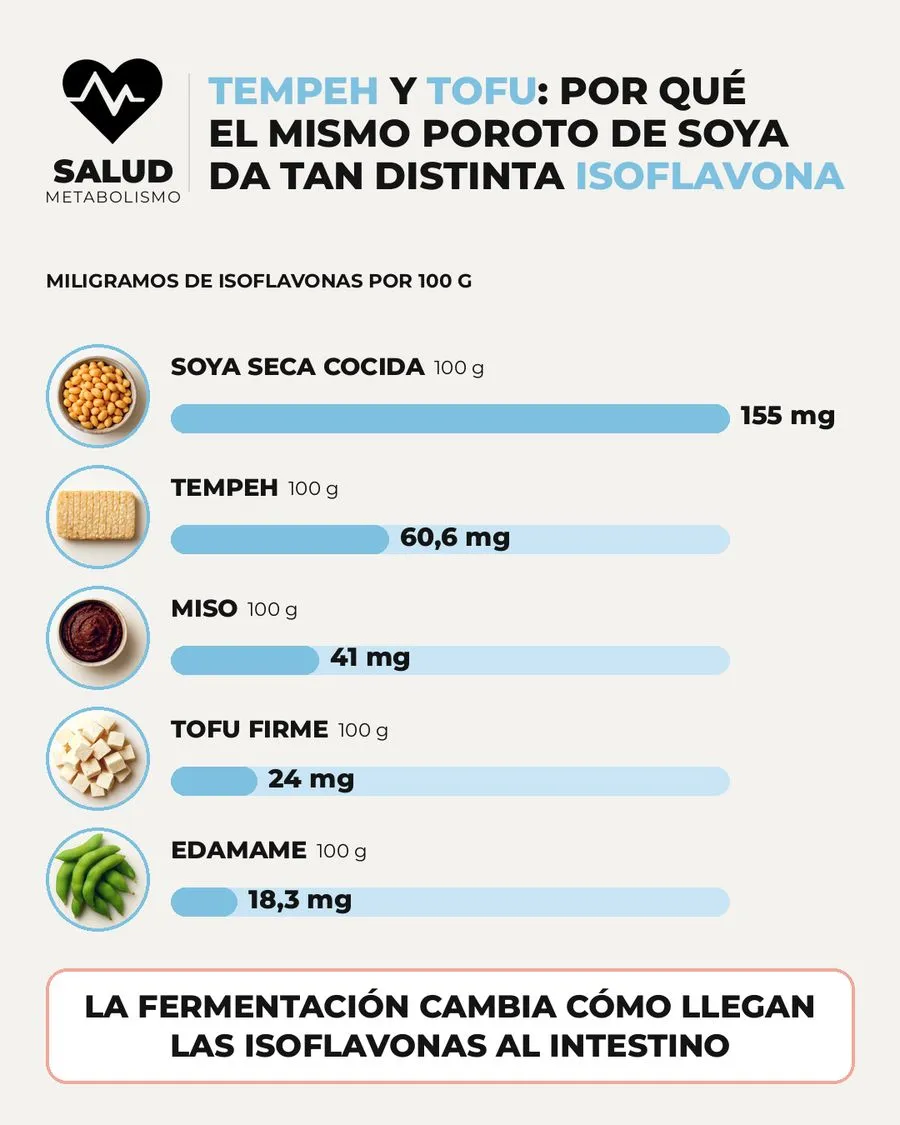 SALUD
METABOLISMO
TEMPEH Y TOFU: POR QUÉ
EL MISMO POROTO DE SOYA
DA TAN DISTINTA ISOFLAVONA
MILIGRAMOS DE ISOFLAVONAS POR 100 G
SOYA SECA COCIDA 100 g
155 mg
TEMPEH 100 g
60,6 mg
MISO 100 g
41 mg
TOFU FIRME 100 g
24 mg
EDAMAME 100 g
18,3 mg
LA FERMENTACIÓN CAMBIA CÓMO LLEGAN
LAS ISOFLAVONAS AL INTESTINO